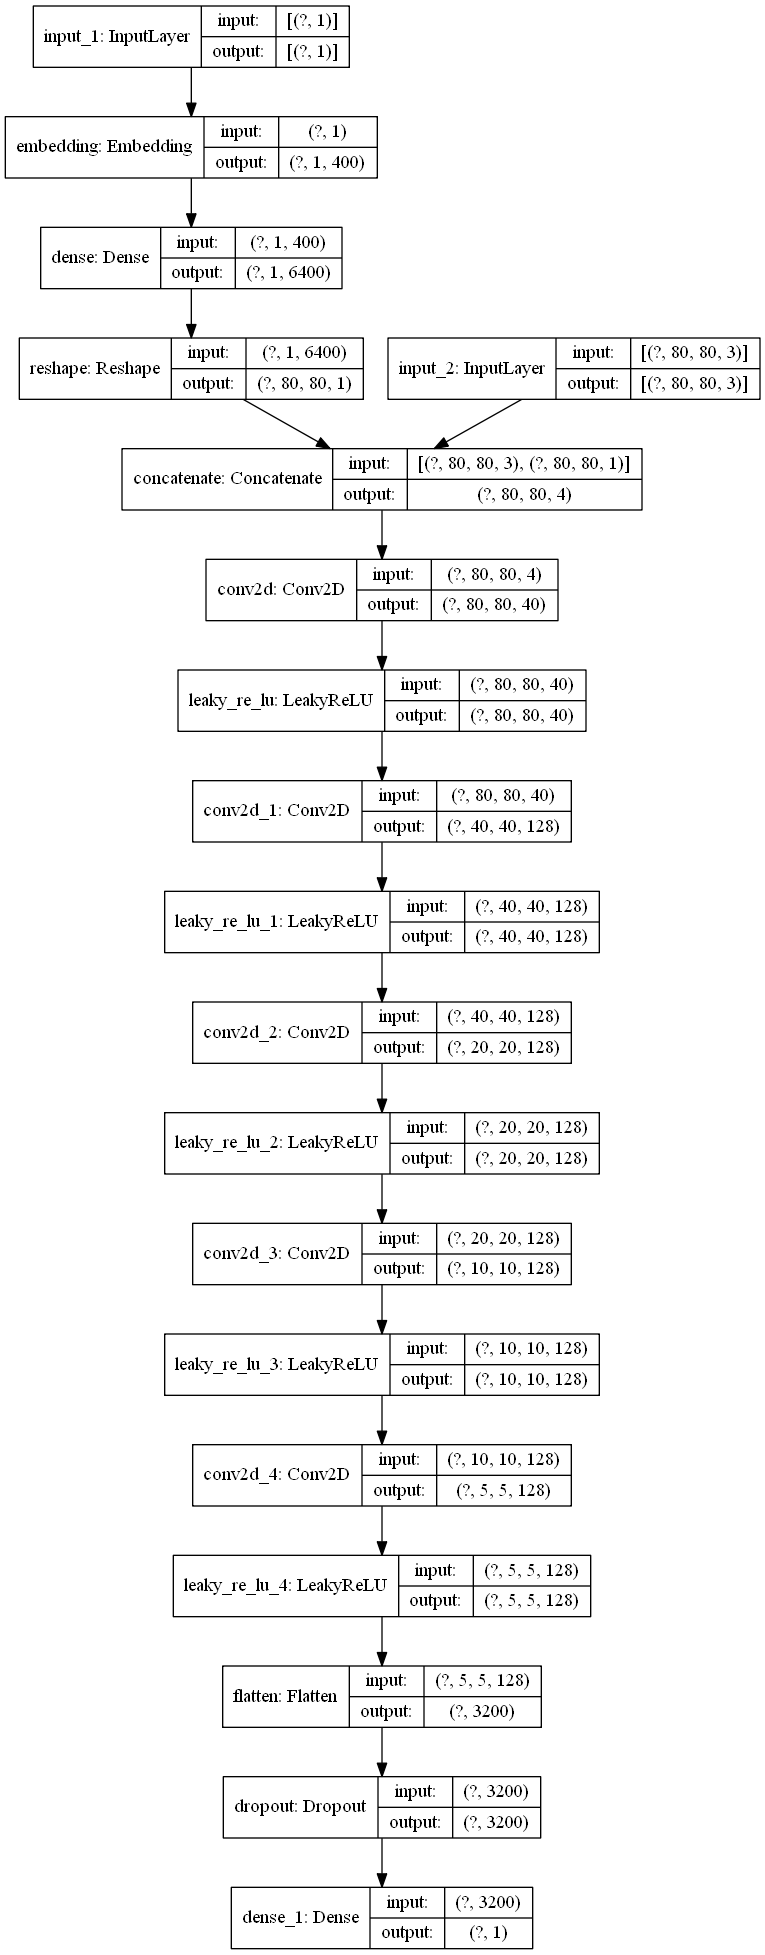 input_1: InputLayer
input: [(?, 1)]
output: [(?, 1)]
embedding: Embedding
input: (?, 1)
output: (?, 1, 400)
dense: Dense
input: (?, 1, 400)
output: (?, 1, 6400)
reshape: Reshape
input: (?, 1, 6400)
output: (?, 80, 80, 1)
input_2: InputLayer
input: [(?, 80, 80, 3)]
output: [(?, 80, 80, 3)]
concatenate: Concatenate
input: [(?, 80, 80, 3), (?, 80, 80, 1)]
output: (?, 80, 80, 4)
conv2d: Conv2D
input: (?, 80, 80, 4)
output: (?, 80, 80, 40)
leaky_re_lu: LeakyReLU
input: (?, 80, 80, 40)
output: (?, 80, 80, 40)
conv2d_1: Conv2D
input: (?, 80, 80, 40)
output: (?, 40, 40, 128)
leaky_re_lu_1: LeakyReLU
input: (?, 40, 40, 128)
output: (?, 40, 40, 128)
conv2d_2: Conv2D
input: (?, 40, 40, 128)
output: (?, 20, 20, 128)
leaky_re_lu_2: LeakyReLU
input: (?, 20, 20, 128)
output: (?, 20, 20, 128)
conv2d_3: Conv2D
input: (?, 20, 20, 128)
output: (?, 10, 10, 128)
leaky_re_lu_3: LeakyReLU
input: (?, 10, 10, 128)
output: (?, 10, 10, 128)
conv2d_4: Conv2D
input: (?, 10, 10, 128)
output: (?, 5, 5, 128)
leaky_re_lu_4: LeakyReLU
input: (?, 5, 5, 128)
output: (?, 5, 5, 128)
flatten: Flatten
input: (?, 5, 5, 128)
output: (?, 3200)
dropout: Dropout
input: (?, 3200)
output: (?, 3200)
dense_1: Dense
input: (?, 3200)
output: (?, 1)